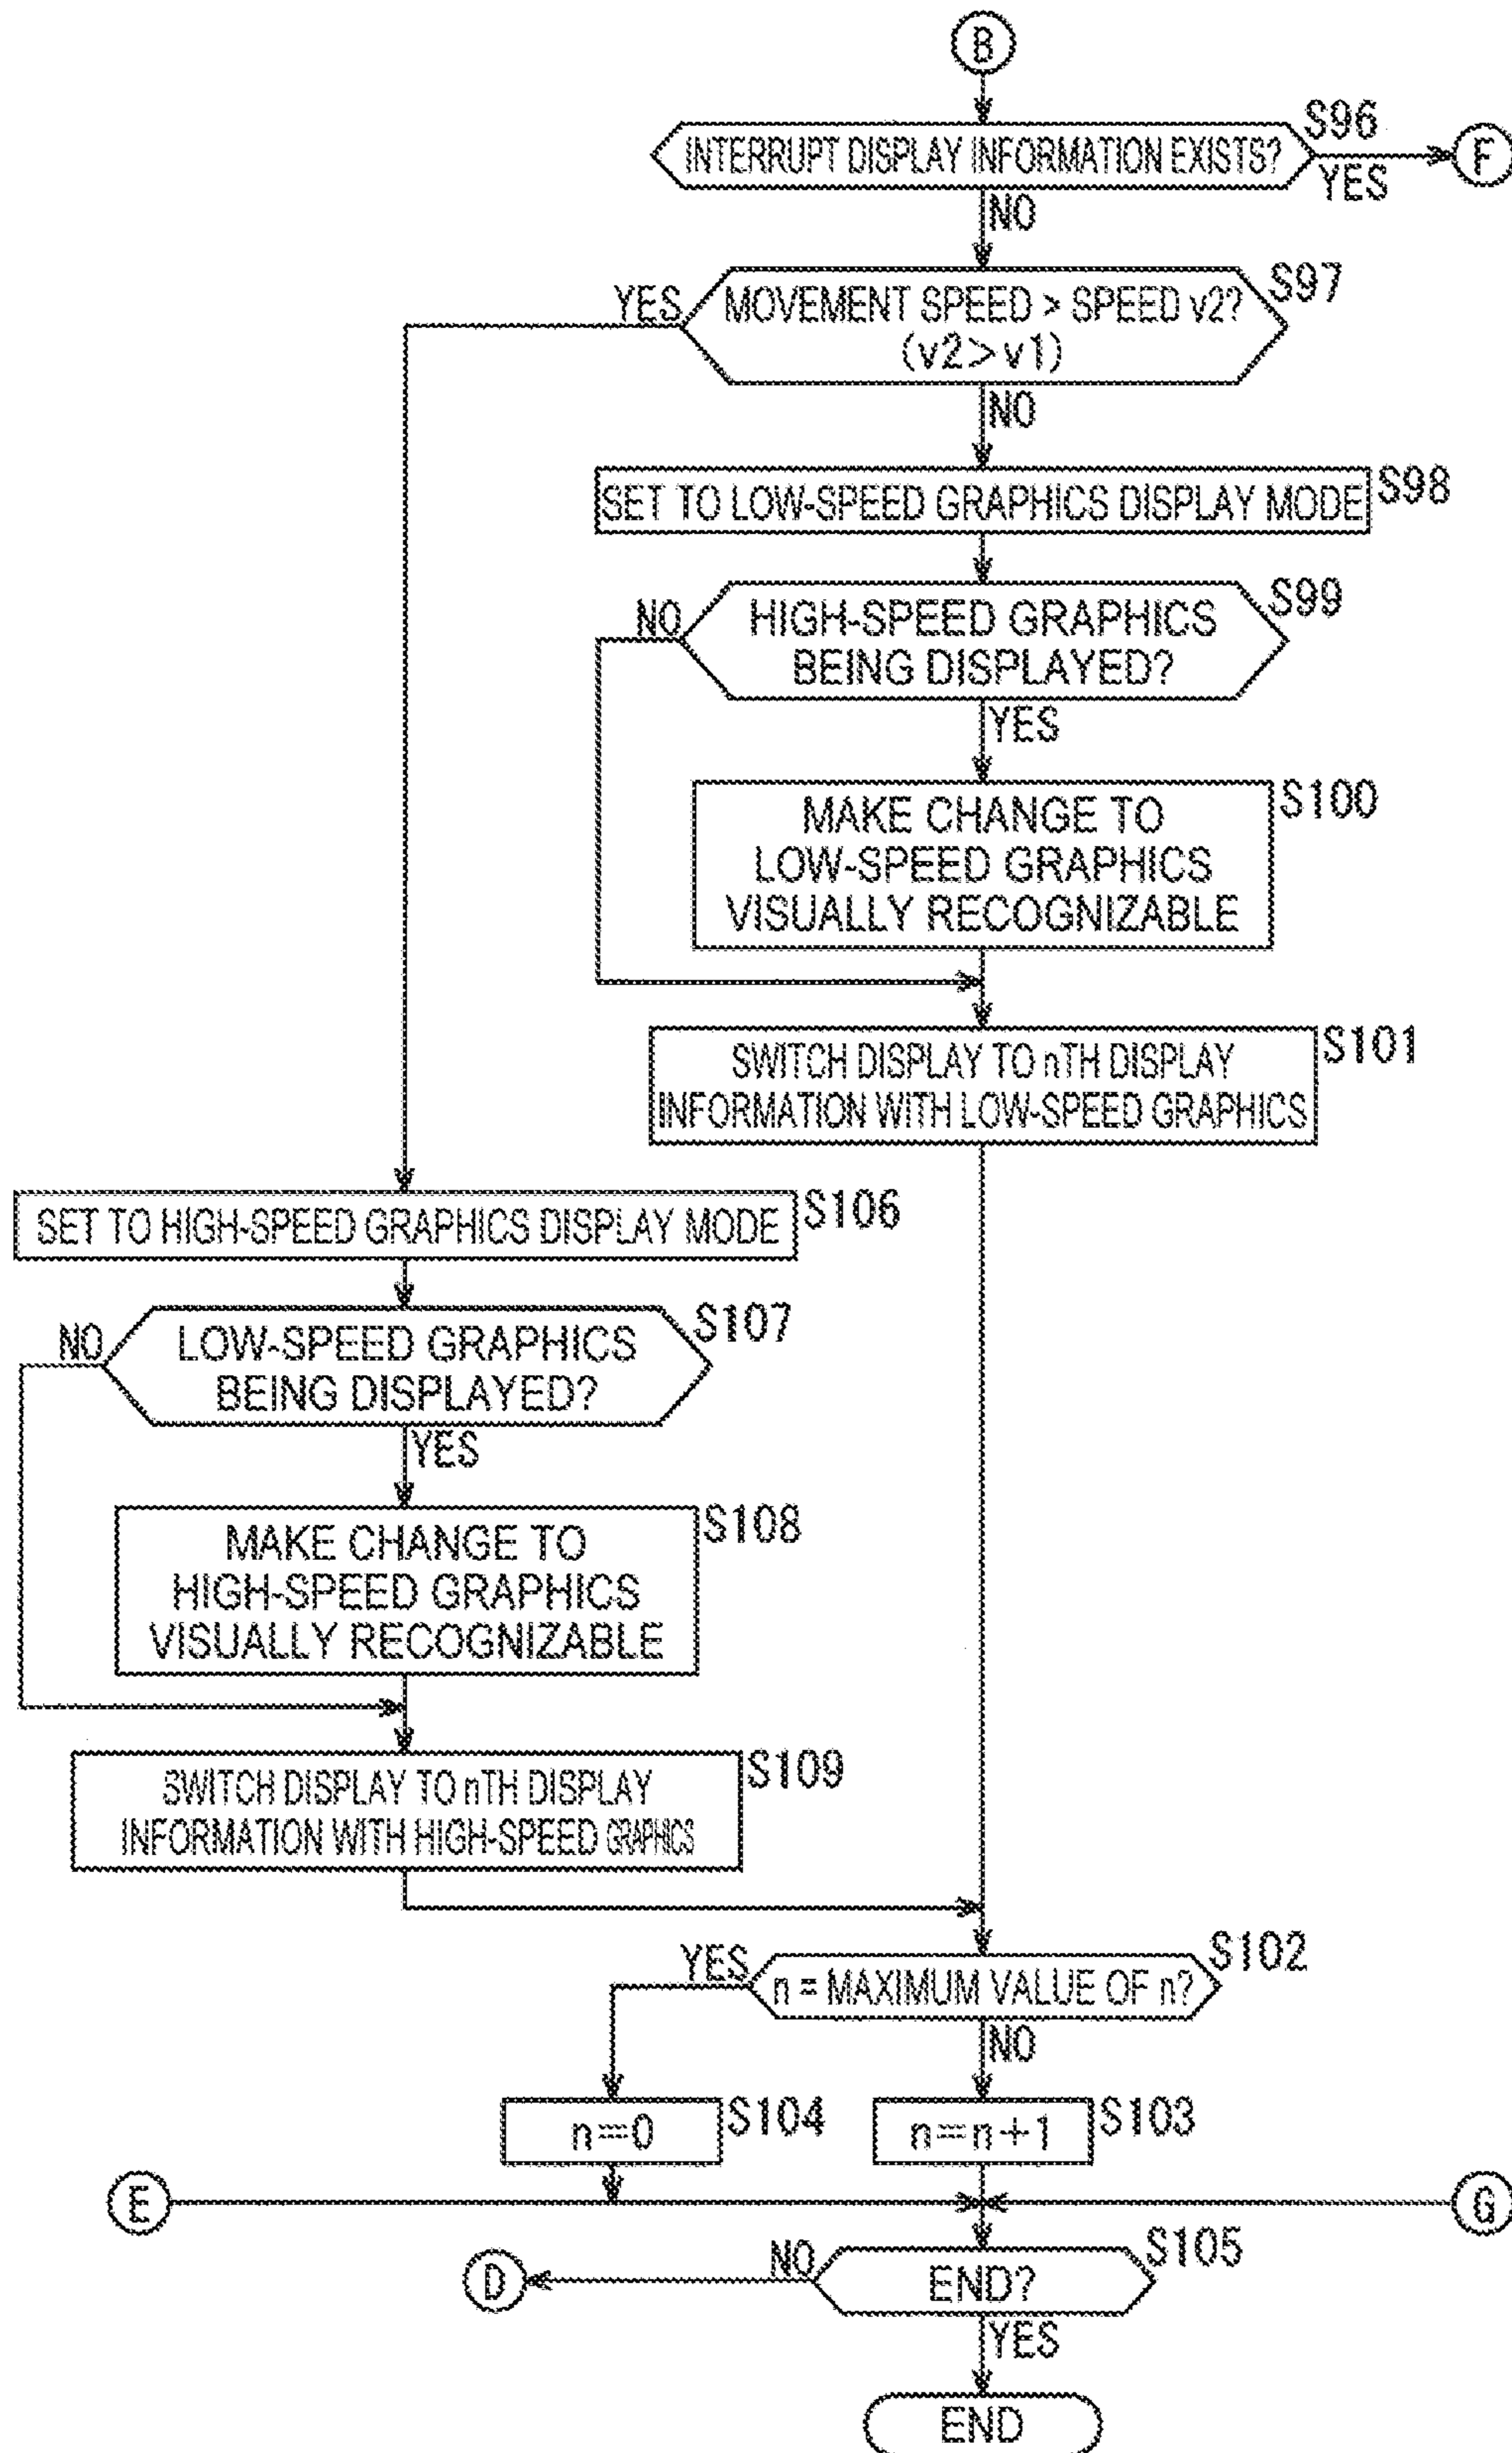 B
S96
INTERRUPT DISPLAY INFORMATION EXISTS?
YES
F
NO
S97
YES
MOVEMENT SPEED > SPEED v2?
(v2>v1)
NO
SET TO LOW-SPEED GRAPHICS DISPLAY MODE
S98
S99
NO
HIGH-SPEED GRAPHICS
BEING DISPLAYED?
YES
S100
MAKE CHANGE TO
LOW-SPEED GRAPHICS
VISUALLY RECOGNIZABLE
S101
SWITCH DISPLAY TO nTH DISPLAY
INFORMATION WITH LOW-SPEED GRAPHICS
SET TO HIGH-SPEED GRAPHICS DISPLAY MODE
S106
S107
NO
LOW-SPEED GRAPHICS
BEING DISPLAYED?
YES
S108
MAKE CHANGE TO
HIGH-SPEED GRAPHICS
VISUALLY RECOGNIZABLE
S109
SWITCH DISPLAY TO nTH DISPLAY
INFORMATION WITH HIGH-SPEED GRAPHICS
S102
YES
n = MAXIMUM VALUE OF n?
NO
n=0
S104
n=n+1
S103
E
G
S105
D
NO
END?
YES
END